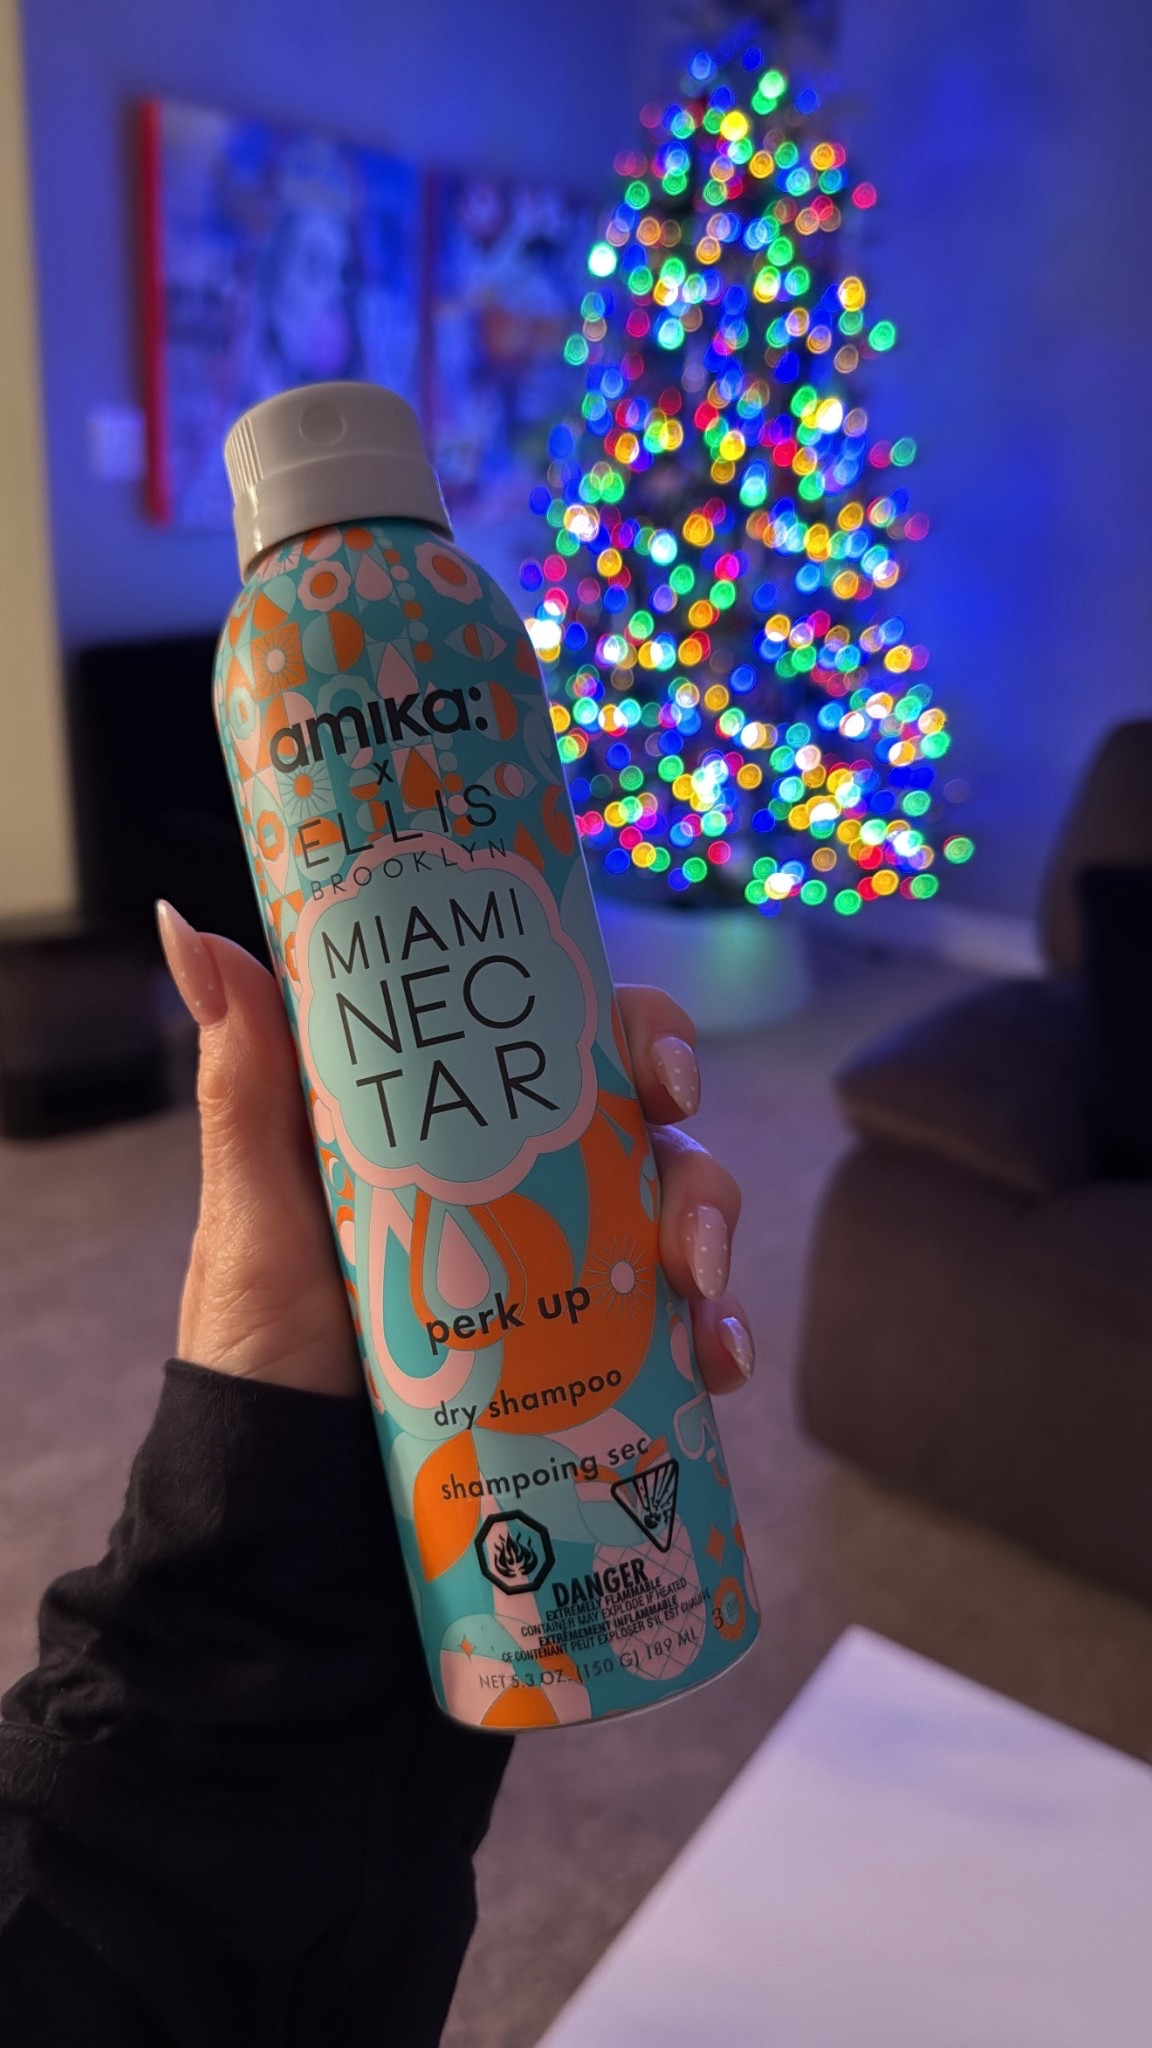 amika:
x
ELLIS
BROOKLYN
MIAMI
NEC
TAR
perk up
dry shampoo
shampoing sec
DANGER
EXTREMELY FLAMMABLE
CONTAINER MAY EXPLODE IF HEATED
EXTRÊMEMENT INFLAMMABLE
CE CONTENANT PEUT EXPLOSER S'IL EST CHAUFFÉ
NET 5.3 OZ. (150 G) 189 ML
3